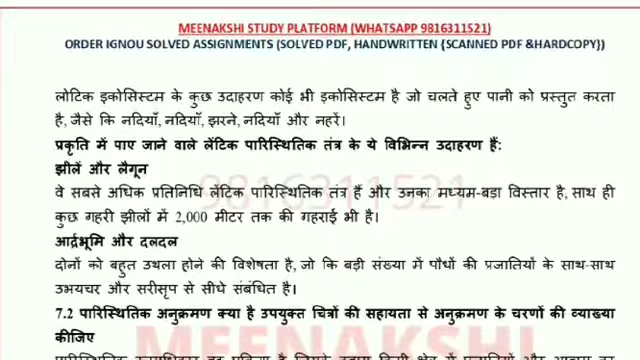 MEENAKSHI STUDY PLATFORM (WHATSAPP 9816311521)
ORDER IGNOU SOLVED ASSIGNMENTS (SOLVED PDF, HANDWRITTEN {SCANNED PDF &HARDCOPY})
लोटिक इकोसिस्टम के कुछ उदाहरण कोई भी इकोसिस्टम है जो चलते हुए पानी को प्रस्तुत करता
है, जैसे कि नदियाँ, नदियाँ, झरने, नदियाँ और नहरें।
प्रकृति में पाए जाने वाले लेंटिक पारिस्थितिक तंत्र के ये विभिन्न उदाहरण हैं:
झीलें और लैगून
वे सबसे अधिक प्रतिनिधि लेंटिक पारिस्थितिक तंत्र हैं और उनका मध्यम-बड़ा विस्तार है, साथ ही
कुछ गहरी झीलों में 2,000 मीटर तक की गहराई भी है।
9816311521
आर्द्रभूमि और दलदल
दोनों को बहुत उथला होने की विशेषता है, जो कि बड़ी संख्या में पौधों की प्रजातियों के साथ-साथ
उभयचर और सरीसृप से सीधे संबंधित है।
7.2 पारिस्थितिक अनुक्रमण क्या है उपयुक्त चित्रों की सहायता से अनुक्रमण के चरणों की व्याख्या
कीजिए
MEENAKSHI